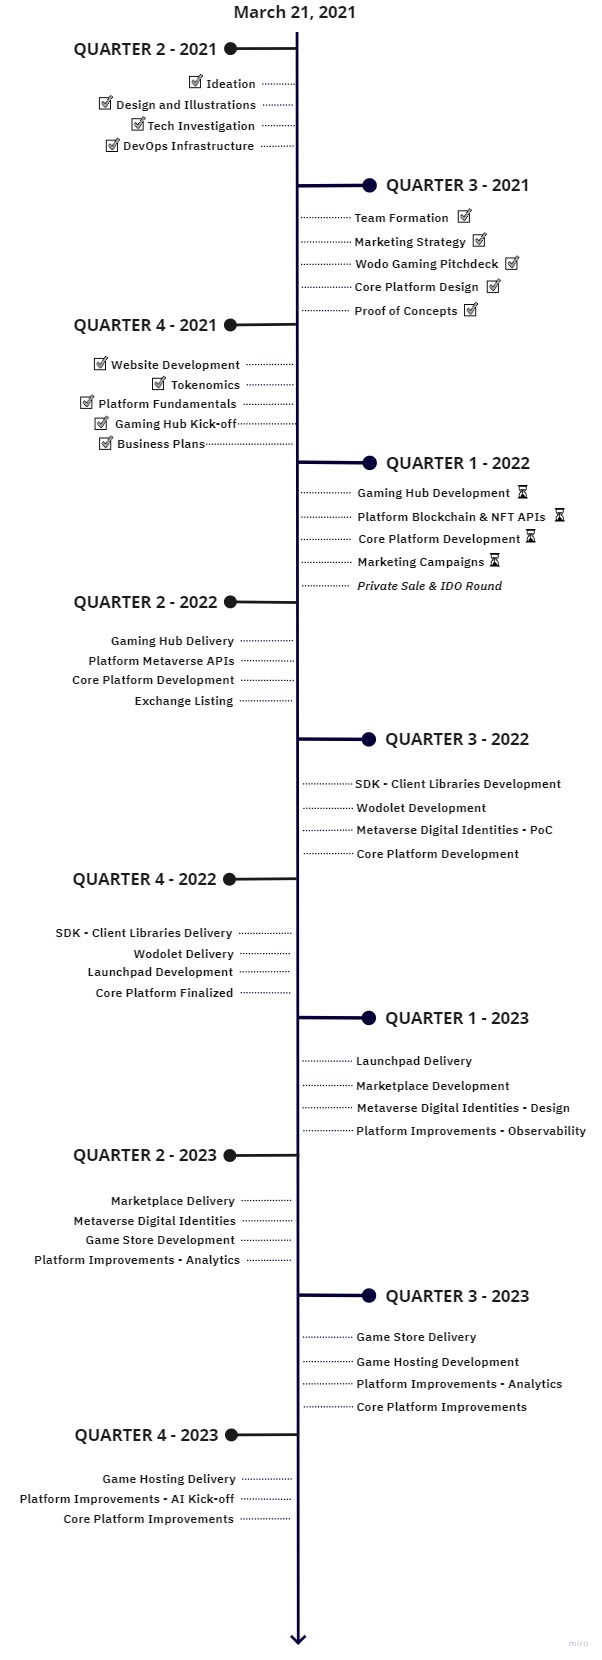 March 21, 2021
QUARTER 2 - 2021
Ideation
Design and Illustrations
Tech Investigation
DevOps Infrastructure
QUARTER 3 - 2021
Team Formation
Marketing Strategy
Wodo Gaming Pitchdeck
Core Platform Design
Proof of Concepts
QUARTER 4 - 2021
Website Development
Tokenomics
Platform Fundamentals
Gaming Hub Kick-off
Business Plans
QUARTER 1 - 2022
Gaming Hub Development
Platform Blockchain & NFT APIs
Core Platform Development
Marketing Campaigns
Private Sale & IDO Round
QUARTER 2 - 2022
Gaming Hub Delivery
Platform Metaverse APIs
Core Platform Development
Exchange Listing
QUARTER 3 - 2022
SDK - Client Libraries Development
Wodolet Development
Metaverse Digital Identities - PoC
Core Platform Development
QUARTER 4 - 2022
SDK - Client Libraries Delivery
Wodolet Delivery
Launchpad Development
Core Platform Finalized
QUARTER 1 - 2023
Launchpad Delivery
Marketplace Development
Metaverse Digital Identities - Design
Platform Improvements - Observability
QUARTER 2 - 2023
Marketplace Delivery
Metaverse Digital Identities
Game Store Development
Platform Improvements - Analytics
QUARTER 3 - 2023
Game Store Delivery
Game Hosting Development
Platform Improvements - Analytics
Core Platform Improvements
QUARTER 4 - 2023
Game Hosting Delivery
Platform Improvements - AI Kick-off
Core Platform Improvements
miro